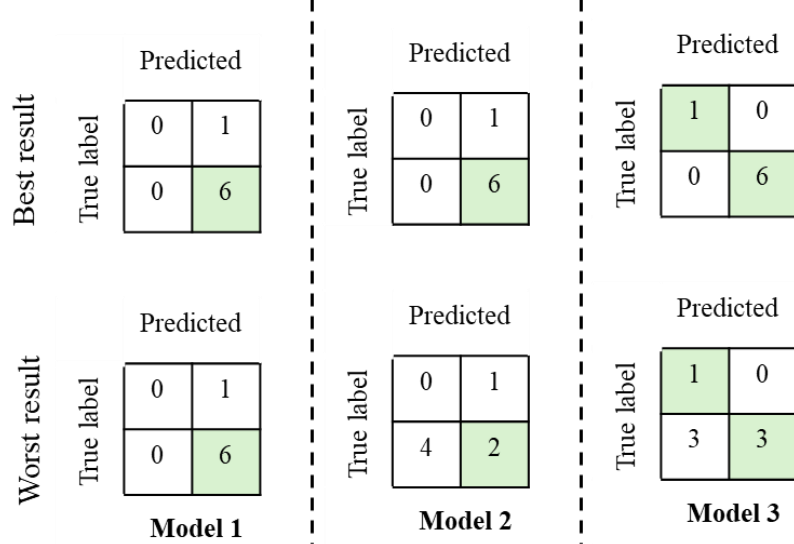 Best result
Predicted
True label
0 1
0 6
Predicted
True label
0 1
0 6
Predicted
True label
1 0
0 6
Worst result
Predicted
True label
0 1
0 6
Model 1
Predicted
True label
0 1
4 2
Model 2
Predicted
True label
1 0
3 3
Model 3